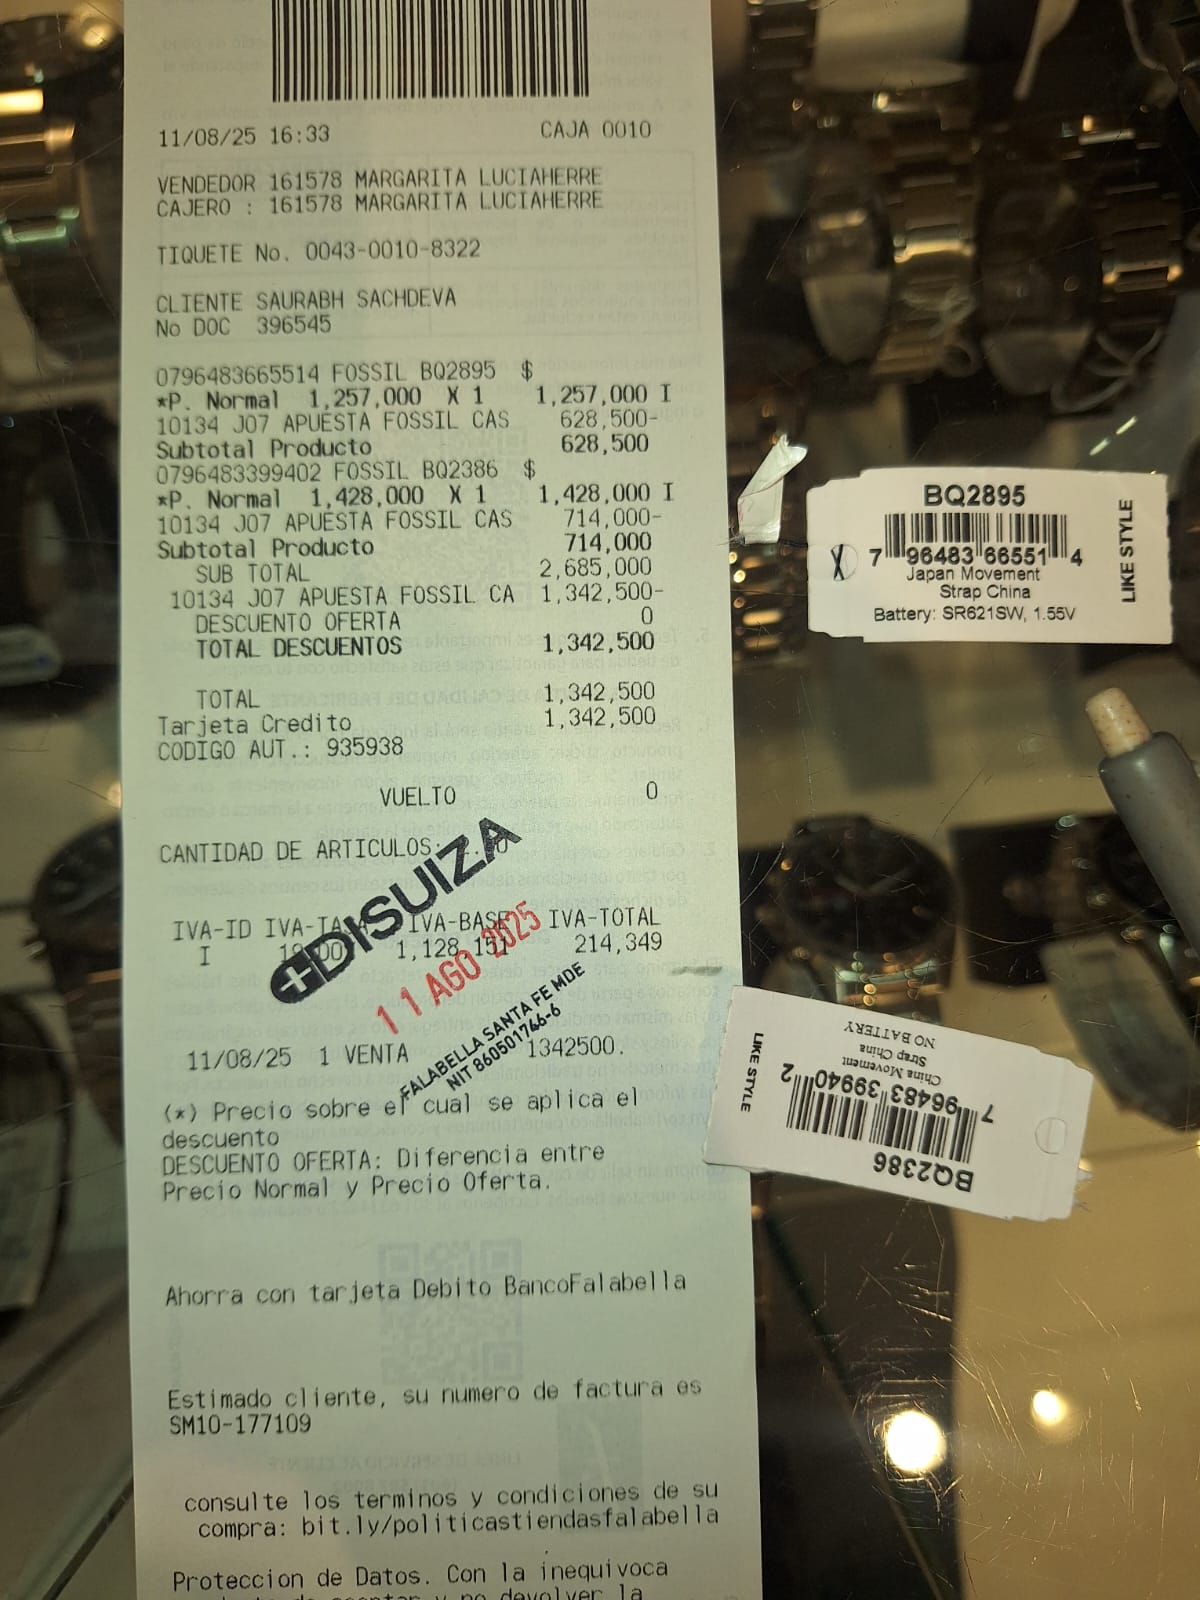 11/08/25 16:33 CAJA 0010
VENDEDOR 161578 MARGARITA LUCIAHERRE
CAJERO : 161578 MARGARITA LUCIAHERRE
TIQUETE No. 0043-0010-8322
CLIENTE SAURABH SACHDEVA
No DOC 396545
0796483665514 FOSSIL BQ2895 $
*P. Normal 1,257,000 X 1 1,257,000 I
10134 J07 APUESTA FOSSIL CAS 628,500-
Subtotal Producto 628,500
0796483399402 FOSSIL BQ2386 $
*P. Normal 1,428,000 X 1 1,428,000 I
10134 J07 APUESTA FOSSIL CAS 714,000-
Subtotal Producto 714,000
SUB TOTAL 2,685,000
10134 J07 APUESTA FOSSIL CA 1,342,500-
DESCUENTO OFERTA 0
TOTAL DESCUENTOS 1,342,500
TOTAL 1,342,500
Tarjeta Credito 1,342,500
CODIGO AUT.: 935938
VUELTO 0
CANTIDAD DE ARTICULOS:
DISUIZA
IVA-ID IVA-TASA IVA-BASE IVA-TOTAL
I 1,128,151 214,349
11 AGO 2025
FALABELLA SANTA FE MDE
NIT 860501766-6
11/08/25 1 VENTA 1342500.
(*) Precio sobre el cual se aplica el
descuento
DESCUENTO OFERTA: Diferencia entre
Precio Normal y Precio Oferta.
Ahorra con tarjeta Debito BancoFalabella
Estimado cliente, su numero de factura es
SM10-177109
consulte los terminos y condiciones de su
compra: bit.ly/politicastiendasfalabella
Proteccion de Datos. Con la inequivoca
BQ2895
7 96483 66551 4
Japan Movement
Strap China
Battery: SR621SW, 1.55V
LIKE STYLE
BQ2386
7 96483 39940 2
China Movement
Strap China
NO BATTERY
LIKE STYLE